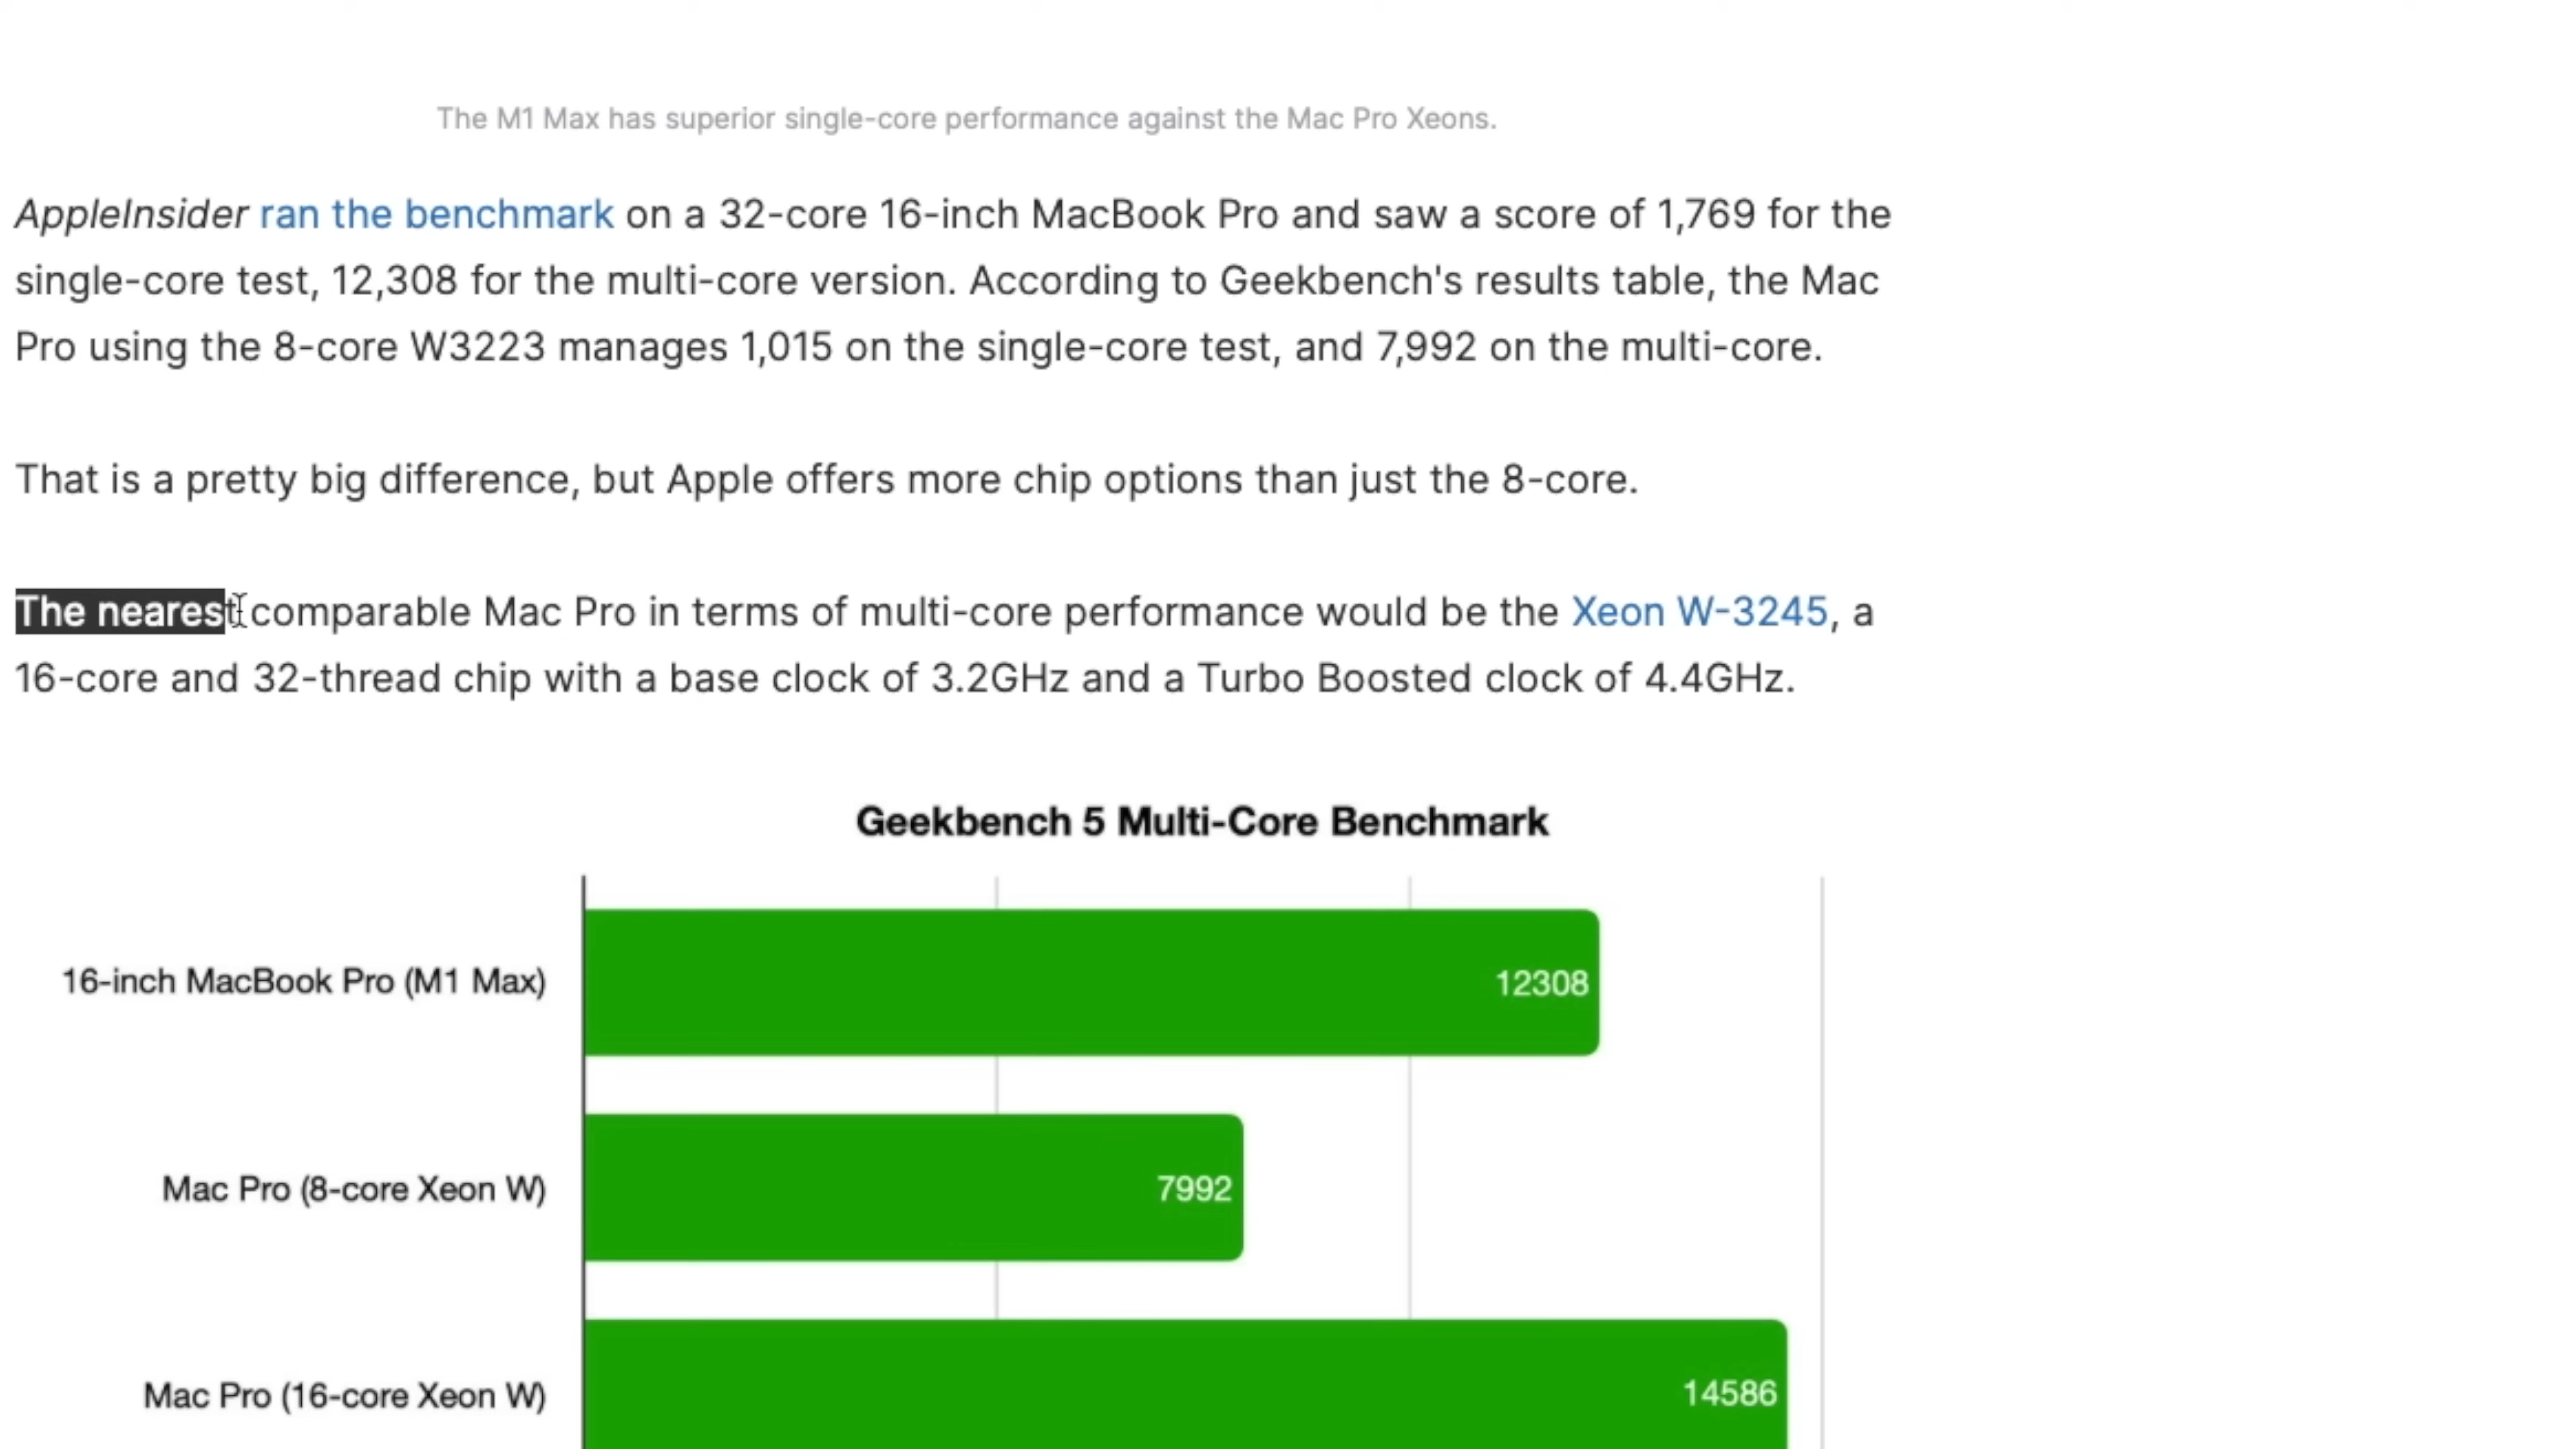 The M1 Max has superior single-core performance against the Mac Pro Xeons.
AppleInsider ran the benchmark on a 32-core 16-inch MacBook Pro and saw a score of 1,769 for the
single-core test, 12,308 for the multi-core version. According to Geekbench's results table, the Mac
Pro using the 8-core W3223 manages 1,015 on the single-core test, and 7,992 on the multi-core.
That is a pretty big difference, but Apple offers more chip options than just the 8-core.
The nearest comparable Mac Pro in terms of multi-core performance would be the Xeon W-3245, a
16-core and 32-thread chip with a base clock of 3.2GHz and a Turbo Boosted clock of 4.4GHz.
Geekbench 5 Multi-Core Benchmark
16-inch MacBook Pro (M1 Max) 12308
Mac Pro (8-core Xeon W) 7992
Mac Pro (16-core Xeon W) 14586